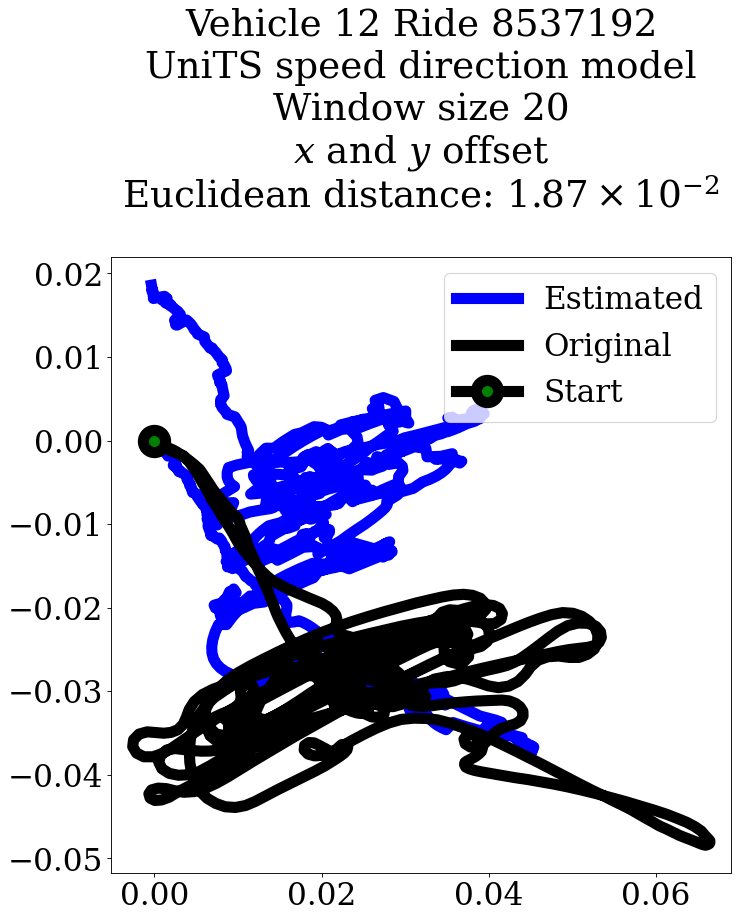 Vehicle 12 Ride 8537192
UniTS speed direction model
Window size 20
x and y offset
Euclidean distance: 1.87 × 10⁻²
Estimated
Original
Start
0.02
0.01
0.00
−0.01
−0.02
−0.03
−0.04
−0.05
0.00 0.02 0.04 0.06